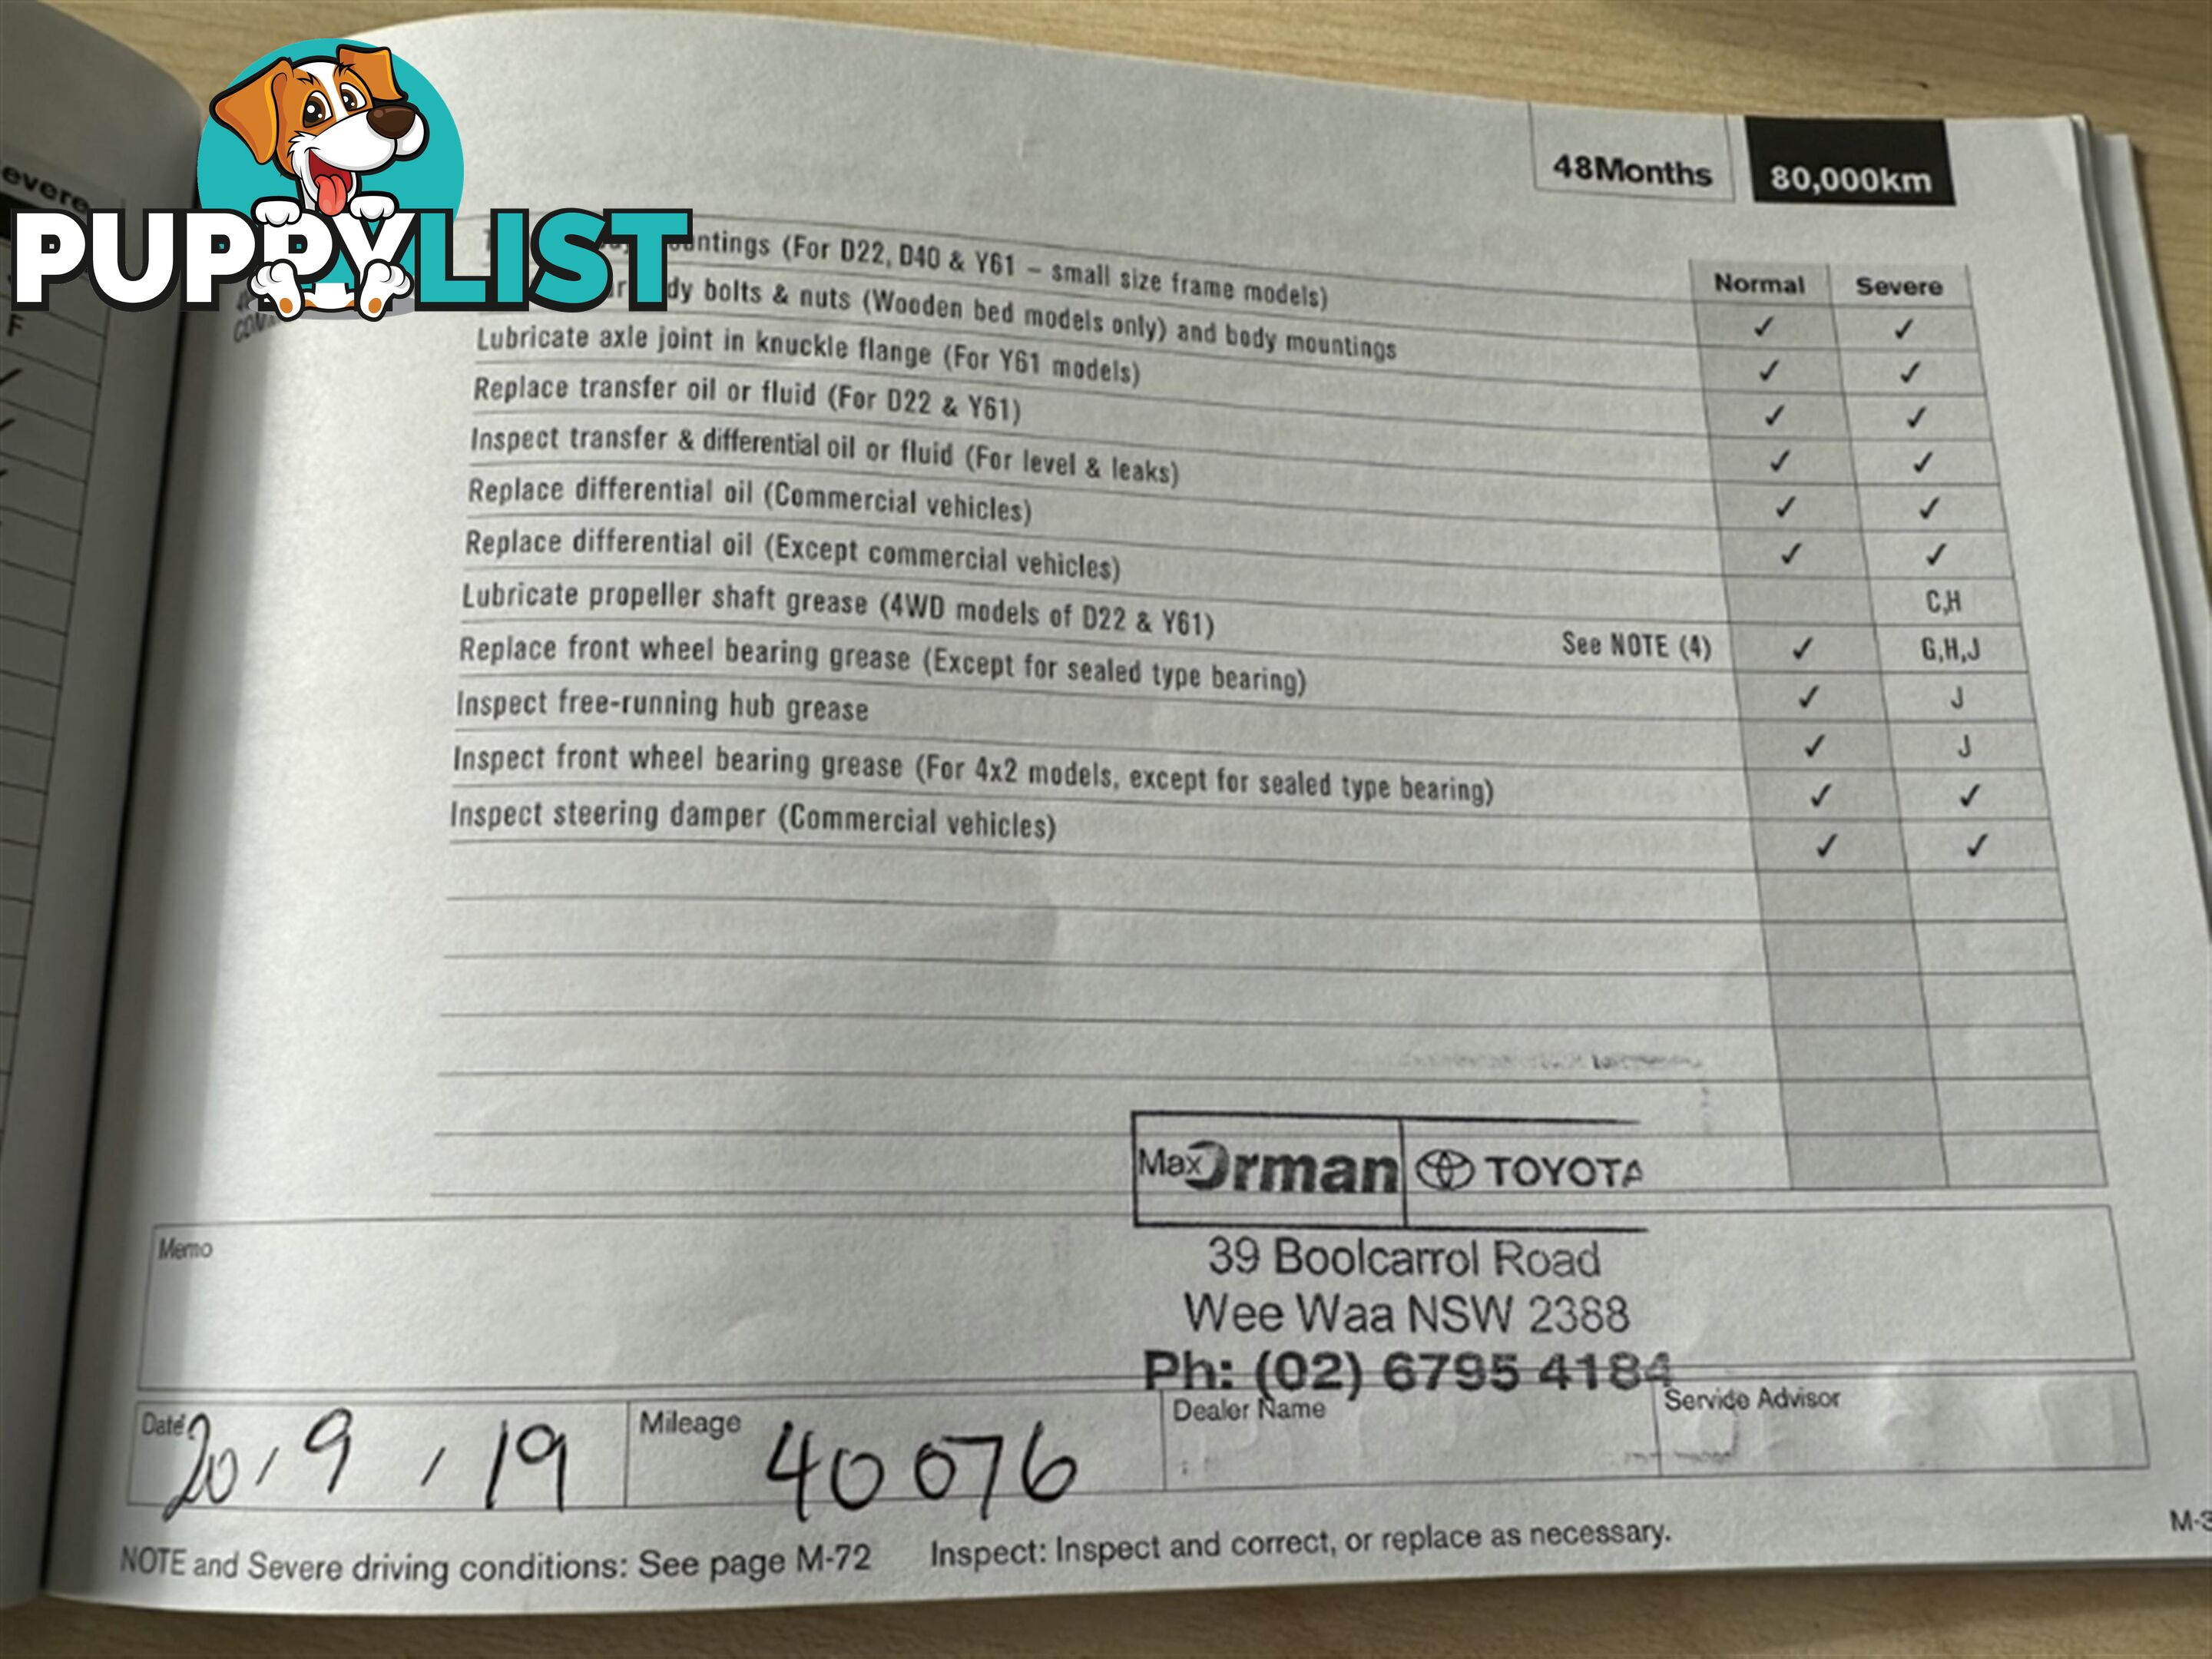 PUPPYLIST
evere
F
48Months
80,000km
Normal Severe
untings (For D22, D40 & Y61 – small size frame models) ✓ ✓
dy bolts & nuts (Wooden bed models only) and body mountings ✓ ✓
Lubricate axle joint in knuckle flange (For Y61 models) ✓ ✓
Replace transfer oil or fluid (For D22 & Y61) ✓ ✓
Inspect transfer & differential oil or fluid (For level & leaks) ✓ ✓
Replace differential oil (Commercial vehicles) ✓ ✓
Replace differential oil (Except commercial vehicles) C,H
Lubricate propeller shaft grease (4WD models of D22 & Y61) See NOTE (4) ✓ G,H,J
Replace front wheel bearing grease (Except for sealed type bearing) ✓ J
Inspect free-running hub grease ✓ J
Inspect front wheel bearing grease (For 4x2 models, except for sealed type bearing) ✓ ✓
Inspect steering damper (Commercial vehicles) ✓ ✓
Max Orman TOYOTA
39 Boolcarrol Road
Wee Waa NSW 2388
Ph: (02) 6795 4184
Memo
Date 20/9/19
Mileage 40076
Dealer Name
Service Advisor
NOTE and Severe driving conditions: See page M-72 Inspect: Inspect and correct, or replace as necessary.
M-3